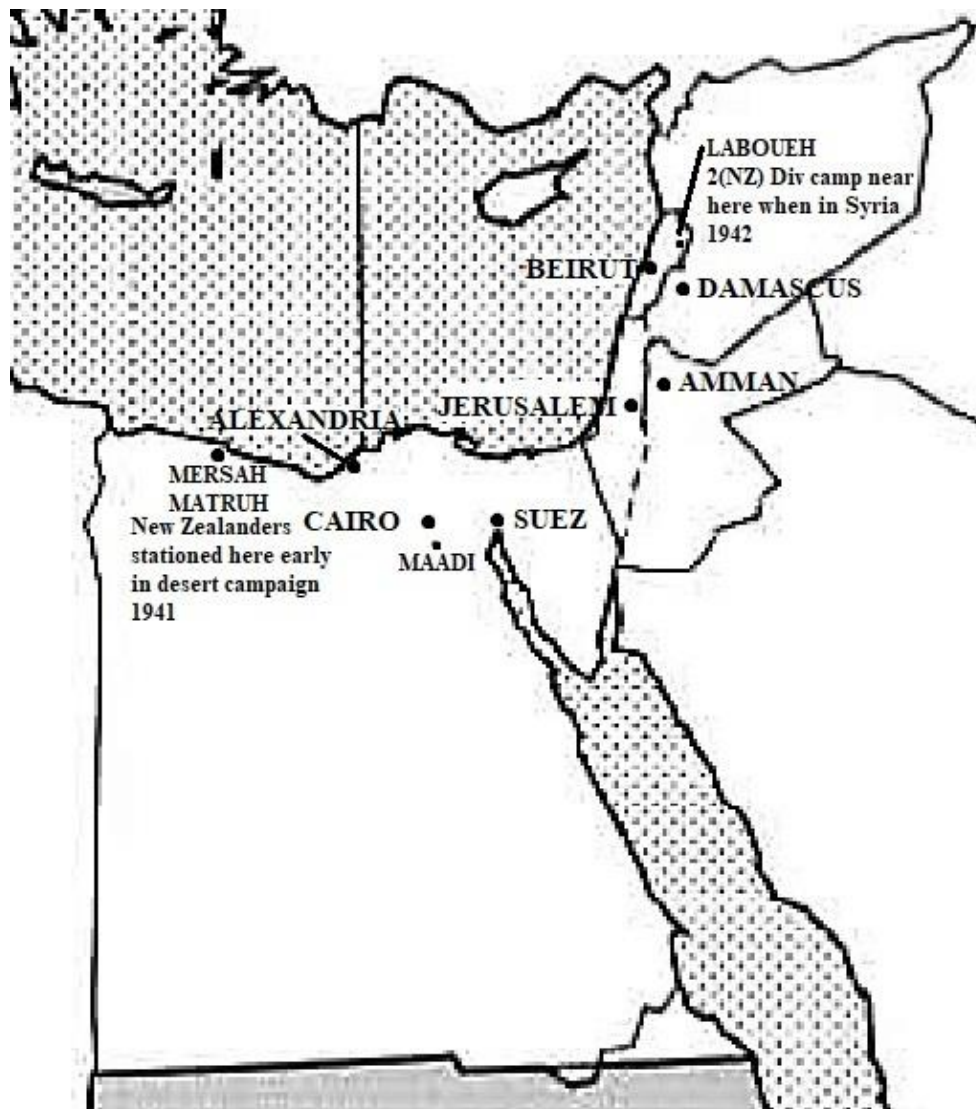 LABOUEH
2(NZ) Div camp near
here when in Syria
1942
BEIRUT
DAMASCUS
AMMAN
JERUSALEM
ALEXANDRIA
MERSAH
MATRUH
New Zealanders
stationed here early
in desert campaign
1941
CAIRO
SUEZ
MAADI